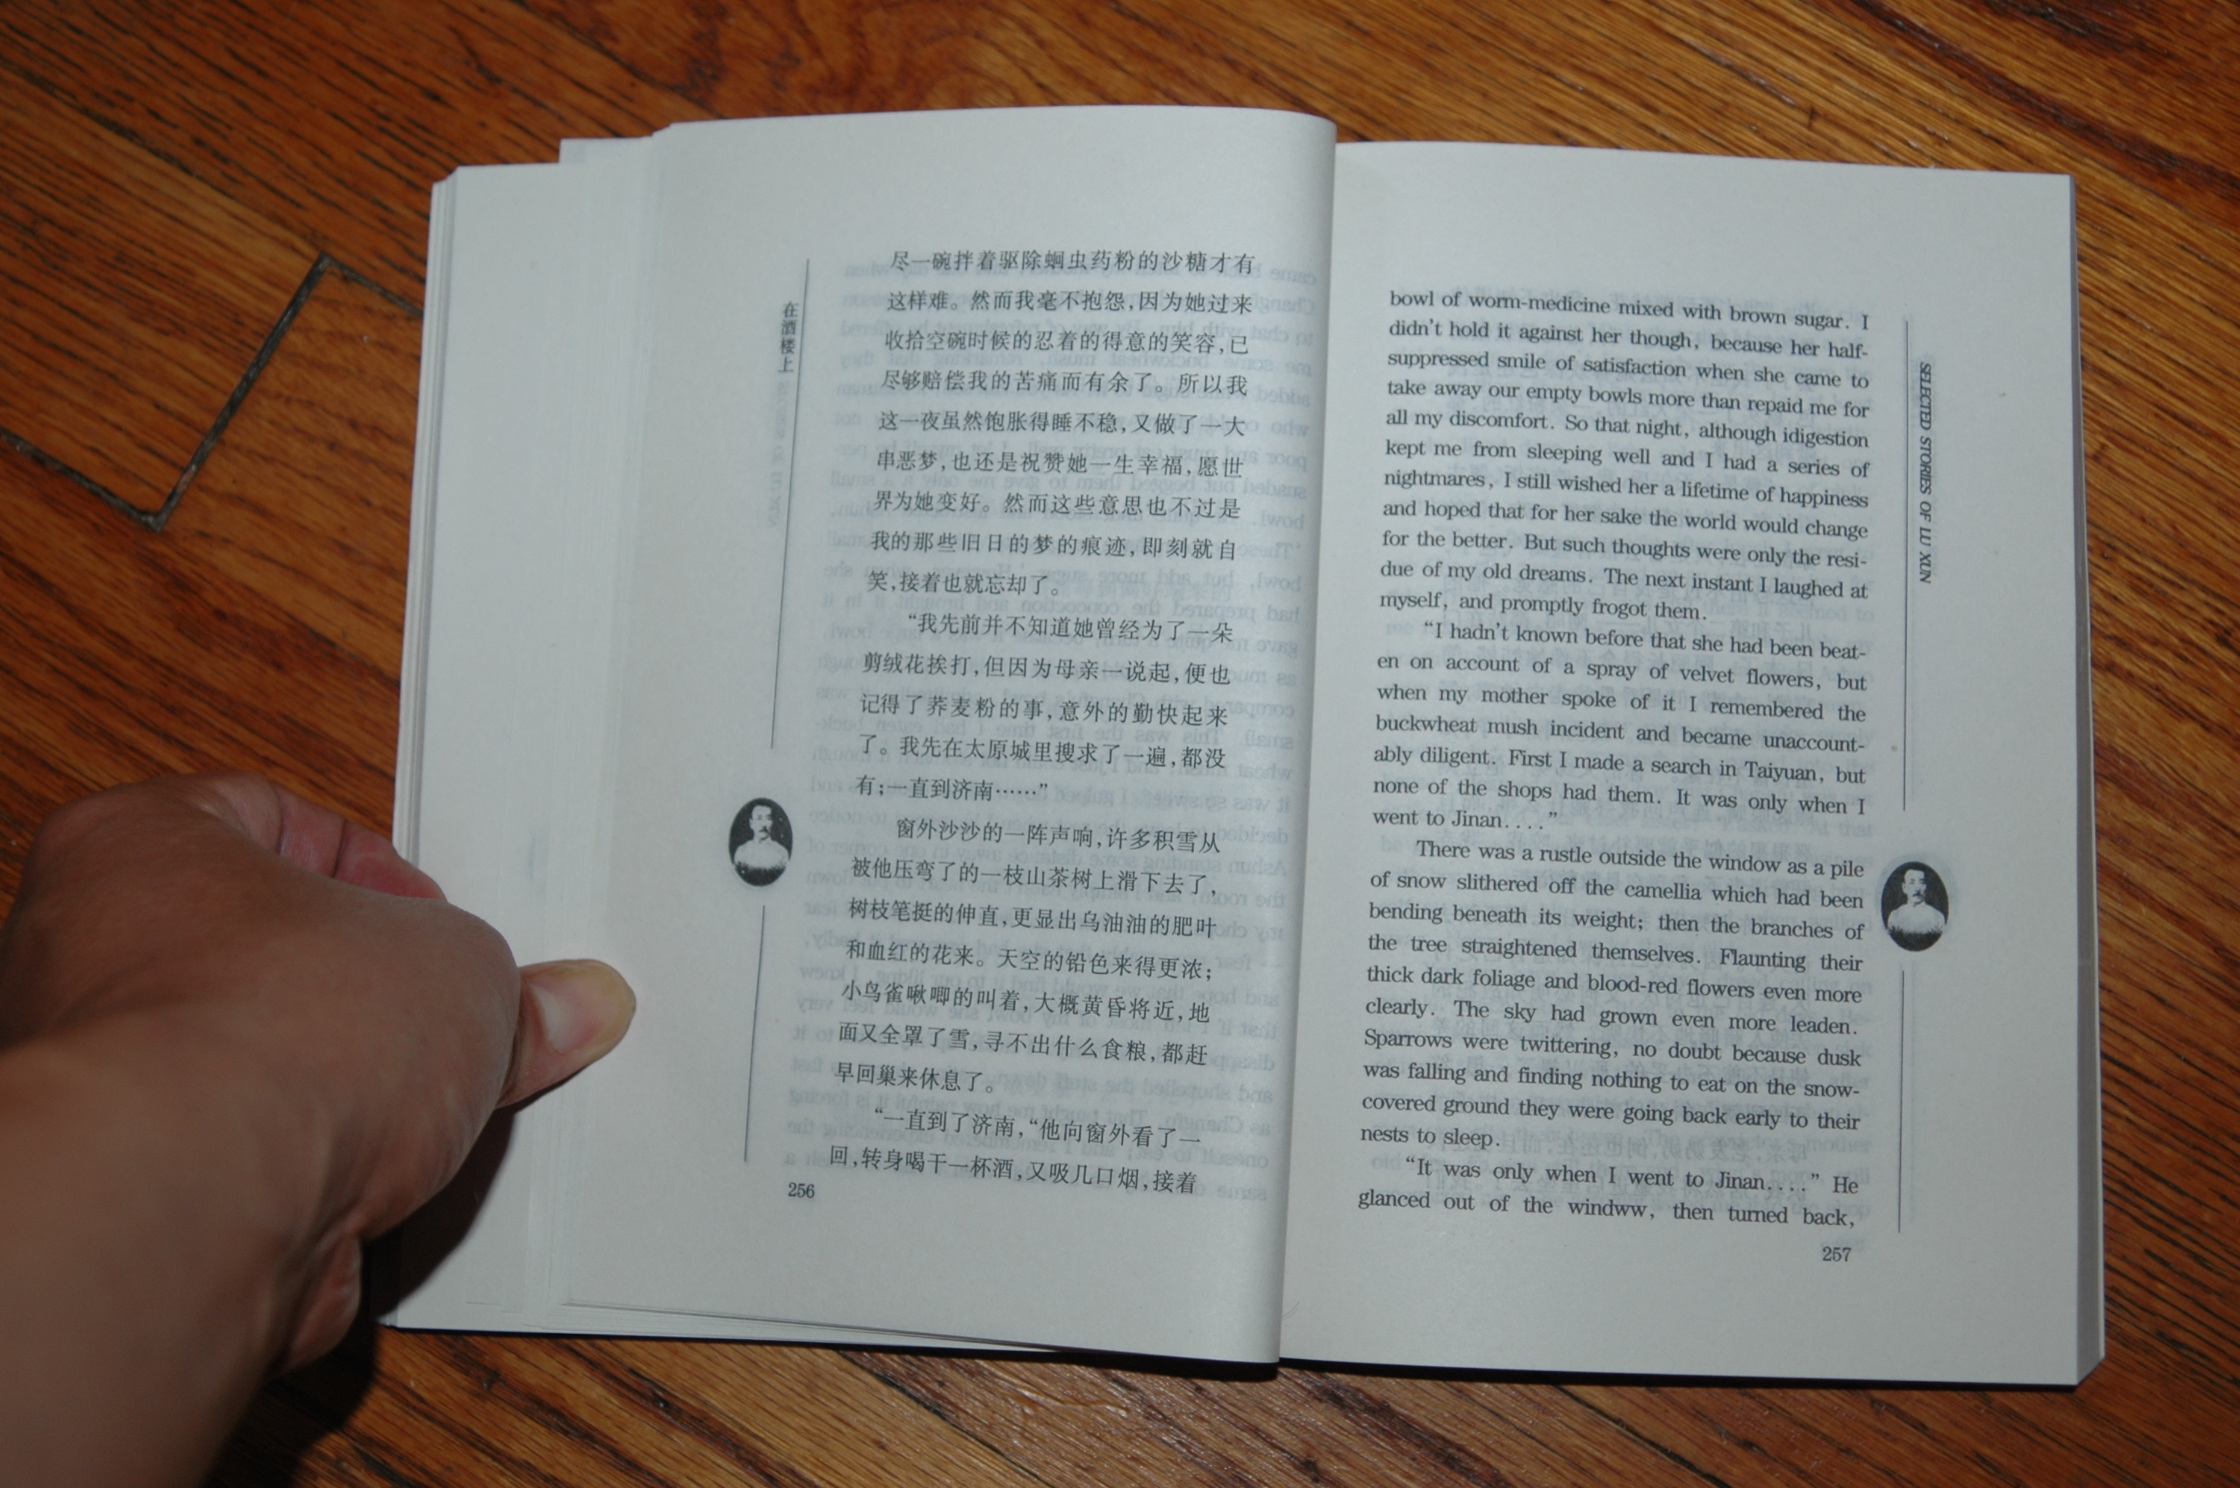 在酒楼上
尽一碗拌着驱除蛔虫药粉的沙糖才有
这样难。然而我毫不抱怨,因为她过来
收拾空碗时候的忍着的得意的笑容,已
尽够赔偿我的苦痛而有余了。所以我
这一夜虽然饱胀得睡不稳,又做了一大
串恶梦,也还是祝赞她一生幸福,愿世
界为她变好。然而这些意思也不过是
我的那些旧日的梦的痕迹,即刻就自
笑,接着也就忘却了。
“我先前并不知道她曾经为了一朵
剪绒花挨打,但因为母亲一说起,便也
记得了荞麦粉的事,意外的勤快起来
了。我先在太原城里搜求了一遍,都没
有;一直到济南……”
窗外沙沙的一阵声响,许多积雪从
被他压弯了的一枝山茶树上滑下去了,
树枝笔挺的伸直,更显出乌油油的肥叶
和血红的花来。天空的铅色来得更浓;
小鸟雀啾唧的叫着,大概黄昏将近,地
面又全罩了雪,寻不出什么食粮,都赶
早回巢来休息了。
“一直到了济南,“他向窗外看了一
回,转身喝干一杯酒,又吸几口烟,接着
256
bowl of worm-medicine mixed with brown sugar. I
didn't hold it against her though, because her half-
suppressed smile of satisfaction when she came to
take away our empty bowls more than repaid me for
all my discomfort. So that night, although idigestion
kept me from sleeping well and I had a series of
nightmares, I still wished her a lifetime of happiness
and hoped that for her sake the world would change
for the better. But such thoughts were only the resi-
due of my old dreams. The next instant I laughed at
myself, and promptly frogot them.
“I hadn't known before that she had been beat-
en on account of a spray of velvet flowers, but
when my mother spoke of it I remembered the
buckwheat mush incident and became unaccount-
ably diligent. First I made a search in Taiyuan, but
none of the shops had them. It was only when I
went to Jinan....”
There was a rustle outside the window as a pile
of snow slithered off the camellia which had been
bending beneath its weight; then the branches of
the tree straightened themselves. Flaunting their
thick dark foliage and blood-red flowers even more
clearly. The sky had grown even more leaden.
Sparrows were twittering, no doubt because dusk
was falling and finding nothing to eat on the snow-
covered ground they were going back early to their
nests to sleep.
“It was only when I went to Jinan....” He
glanced out of the windww, then turned back,
257
SELECTED STORIES OF LU XUN